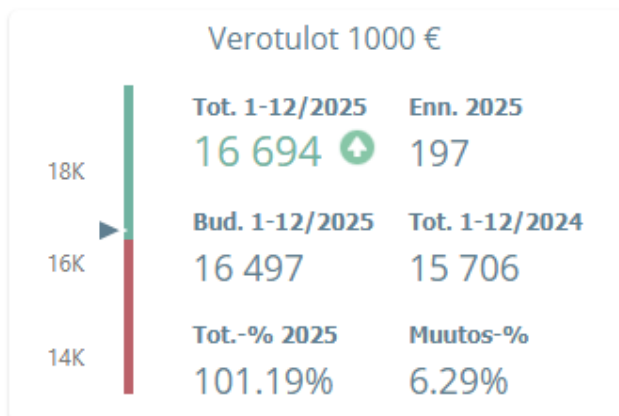 Verotulot 1000 €
Tot. 1-12/2025 Enn. 2025
16 694 197
18K
Bud. 1-12/2025 Tot. 1-12/2024
16K
16 497 15 706
Tot.-% 2025 Muutos-%
14K
101.19% 6.29%